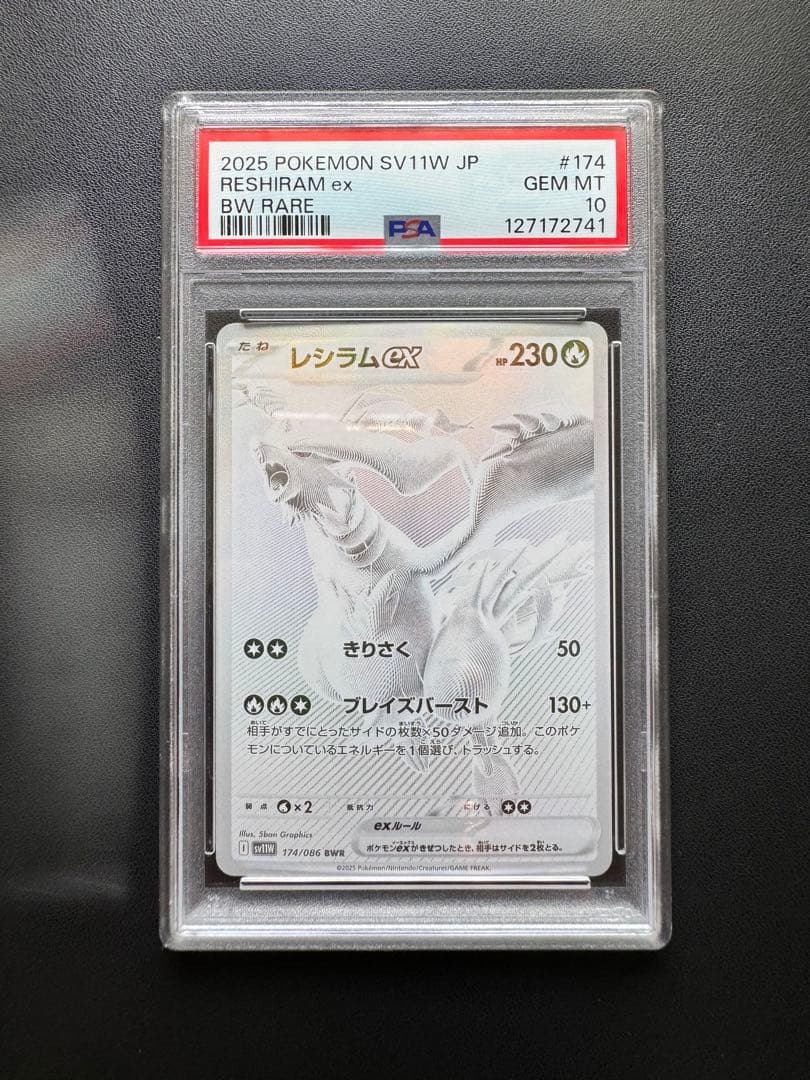 2025 POKEMON SV11W JP #174
RESHIRAM ex GEM MT
BW RARE 10
PSA 127172741
たね レシラムex HP230
きりさく 50
ブレイズバースト 130+
相手がすでにとったサイドの枚数×50ダメージ追加。このポケ
モンについているエネルギーを1個選び、トラッシュする。
弱点 ×2 抵抗力 にげる
exルール
ポケモンexがきぜつしたとき、相手はサイドを2枚とる。
Illus. 5ban Graphics
I sv11W 174/086 BWR
©2025 Pokémon/Nintendo/Creatures/GAME FREAK.